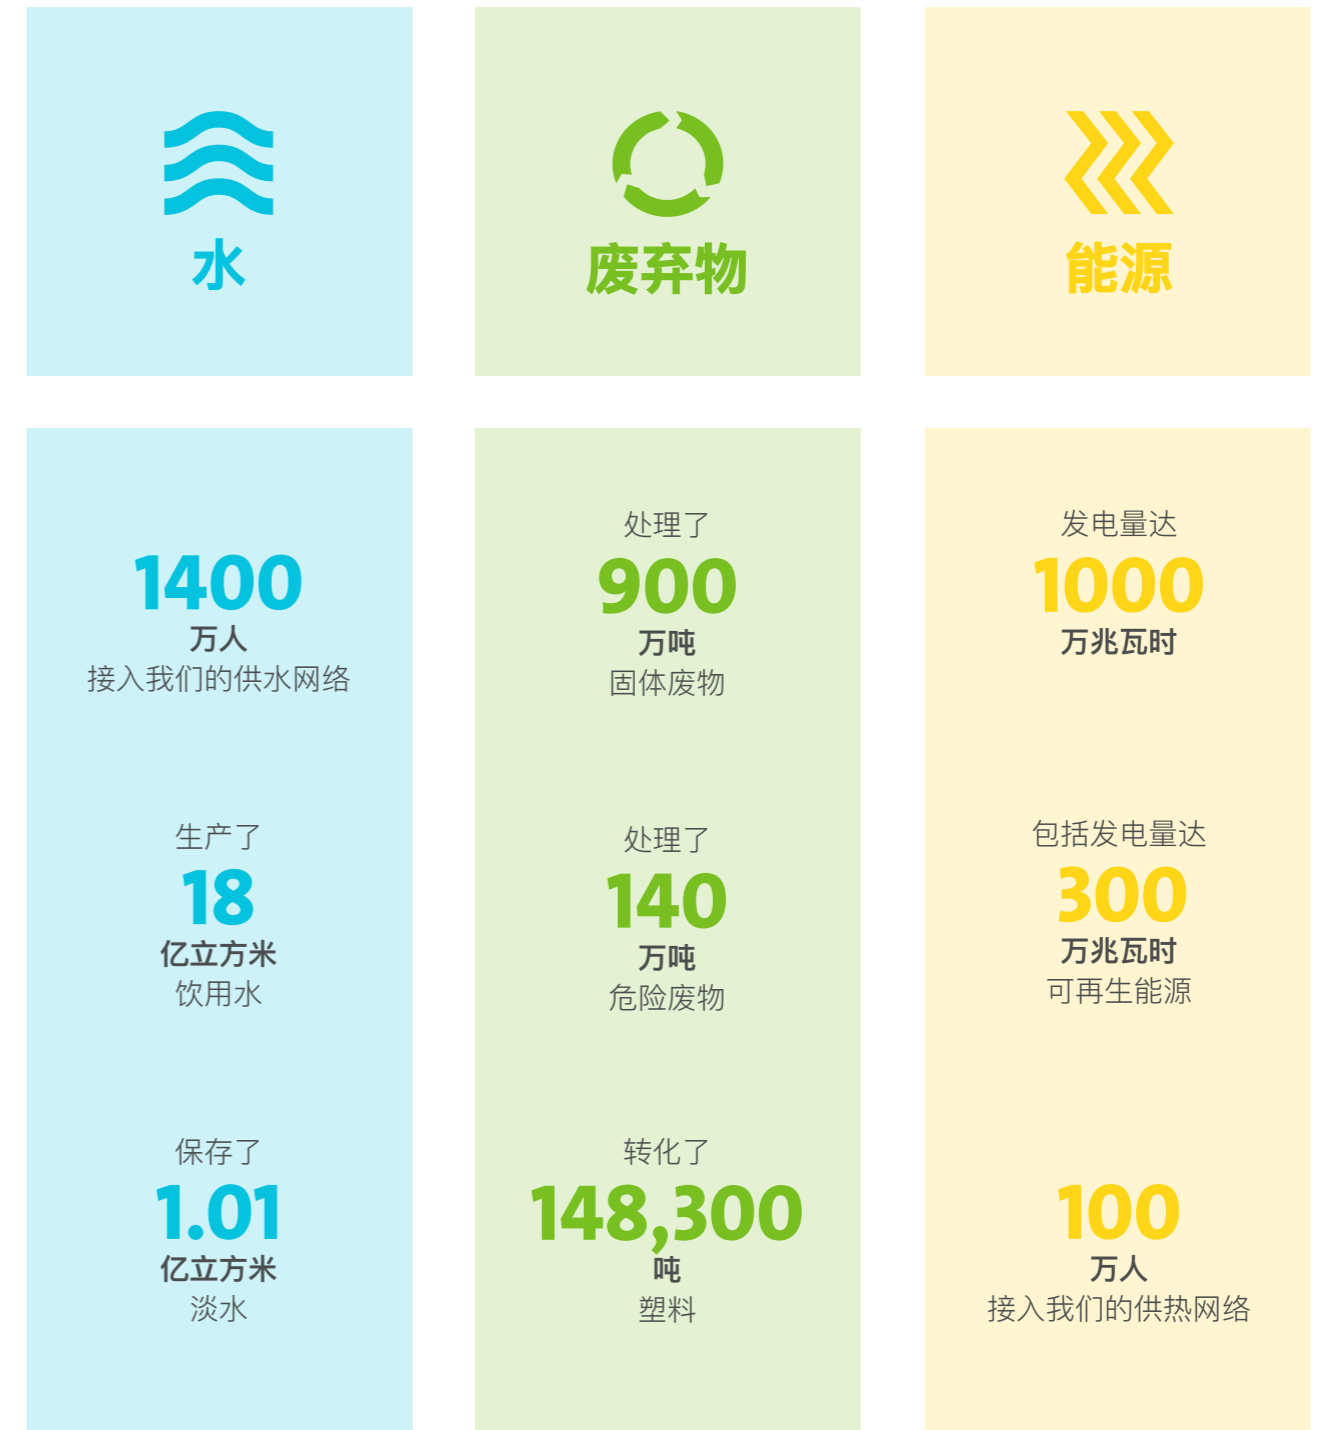 水
废弃物
能源
1400
万人
接入我们的供水网络
生产了
18
亿立方米
饮用水
保存了
1.01
亿立方米
淡水
处理了
900
万吨
固体废物
处理了
140
万吨
危险废物
转化了
148,300
吨
塑料
发电量达
1000
万兆瓦时
包括发电量达
300
万兆瓦时
可再生能源
100
万人
接入我们的供热网络